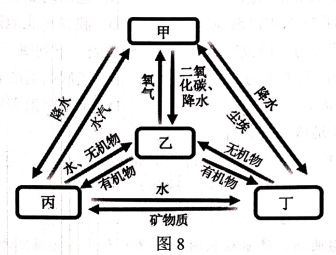 甲
降水
水汽
氧气
二氧
化碳、
降水
尘埃
降水
乙
水、无机物
有机物
无机物
有机物
丙
水
矿物质
丁
图8